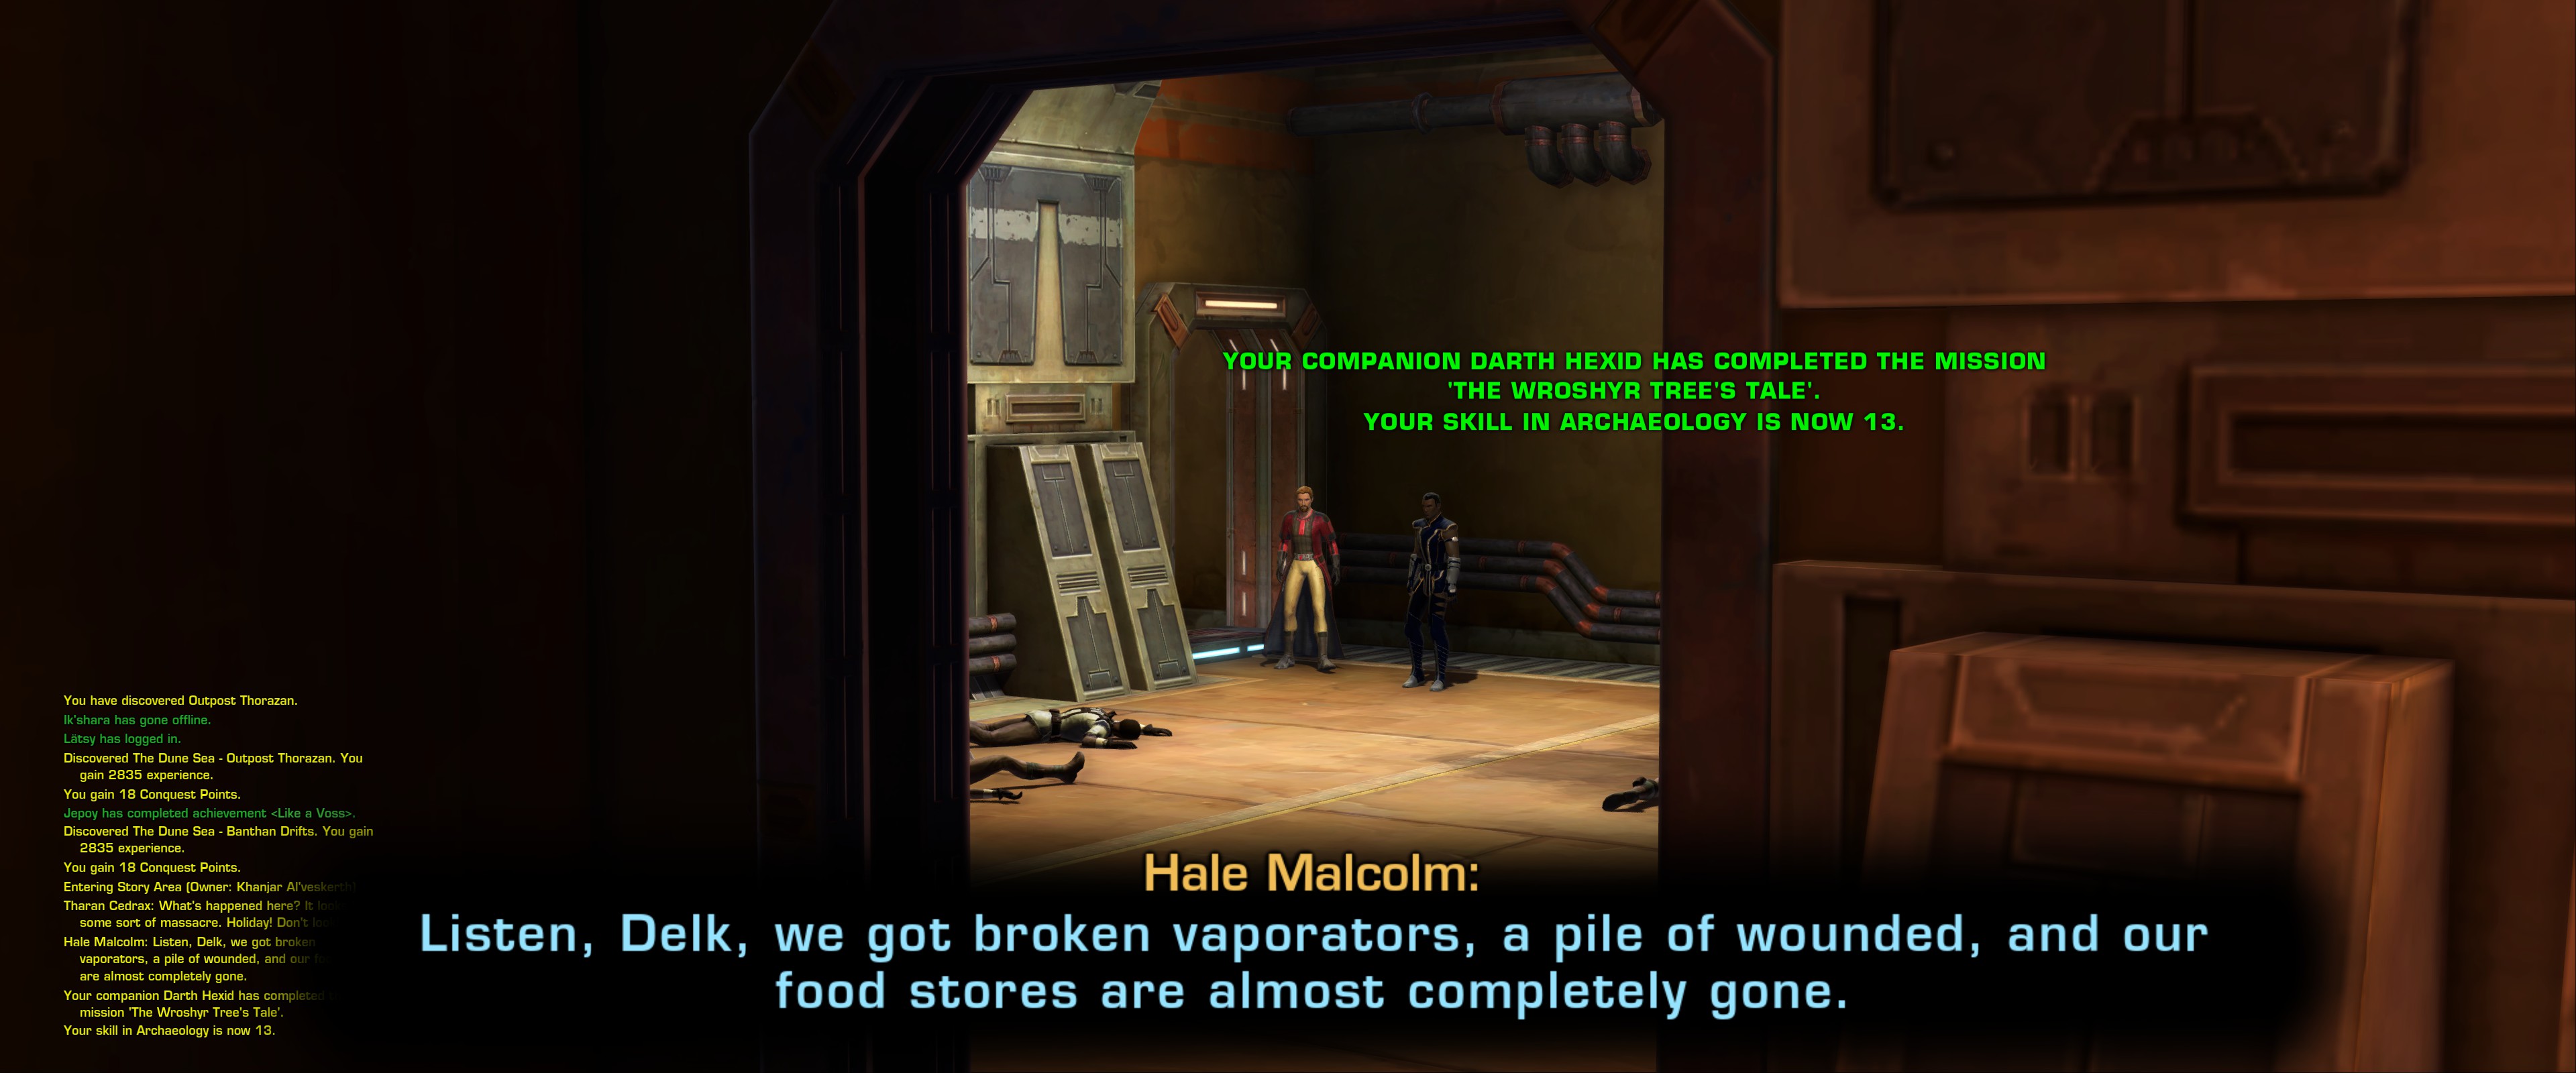 YOUR COMPANION DARTH HEXID HAS COMPLETED THE MISSION
'THE WROSHYR TREE'S TALE'.
YOUR SKILL IN ARCHAEOLOGY IS NOW 13.
You have discovered Outpost Thorazan.
Ik'shara has gone offline.
Lätsy has logged in.
Discovered The Dune Sea - Outpost Thorazan. You
gain 2835 experience.
You gain 18 Conquest Points.
Jepoy has completed achievement <Like a Voss>.
Discovered The Dune Sea - Banthan Drifts. You gain
2835 experience.
You gain 18 Conquest Points.
Entering Story Area (Owner: Khanjar Al'veskerth)
Tharan Cedrax: What's happened here? It
some sort of massacre. Holiday! Don't
Hale Malcolm: Listen, Delk, we got broken
vaporators, a pile of wounded, and our
are almost completely gone.
Your companion Darth Hexid has completed
mission 'The Wroshyr Tree's Tale'.
Your skill in Archaeology is now 13.
Hale Malcolm:
Listen, Delk, we got broken vaporators, a pile of wounded, and our
food stores are almost completely gone.